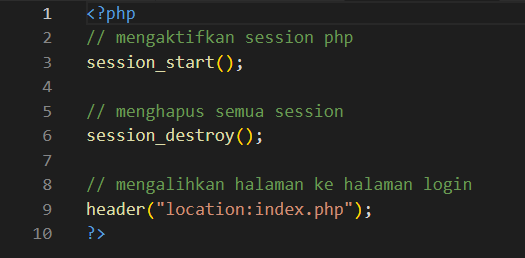 1 <?php
2 // mengaktifkan session php
3 session_start();
4
5 // menghapus semua session
6 session_destroy();
7
8 // mengalihkan halaman ke halaman login
9 header("location:index.php");
10 ?>